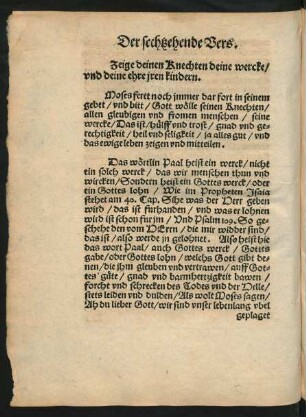 Der sechtzehende Vers.
Zeige deinen Knechten deine wercke/
vnd deine ehre jren kindern.
Moses feret noch jmmer dar fort in seinem
gebet/ vnd bitt/ Gott wölle seinen Knechten/
allen gleubigen vnd fromen menschen/ seine
wercke/ Das ist/ hülff vnd trost/ gnad vnd ge-
rechtigkeit/ heil vnd seligkeit/ ja alles gut/ vnd
das ewige leben zeigen vnd mitteilen.
Das wörtlin Paal heist ein werck/ nicht
ein solch werck/ das wir menschen thun vnd
wircken/ Sondern heist ein Gottes werck/ oder
ein Gottes lohn/ Wie im Propheten Esaia
stehet am 40. Cap. Sihe was der Herr geben
wird/ das ist furhanden/ vnd was er lohnen
wird ist schon fur jm/ Vnd Psalm 109. So ge-
schehe den vom HErrn/ die mir widder sind/
das ist/ also werde jn gelohnet. Also heist hie
das wort Paal/ auch Gottes werck/ Gottes
gabe/ oder Gottes lohn/ welchs Gott gibt de-
nen/ die jhm gleuben vnd vertrawen/ auff Got-
tes güte/ gnad vnd barmhertzigkeit bawen/
forcht vnd schrecken des Todes vnd der Helle/
stets leiden vnd dulden/ Als wolt Moses sagen/
Ah du lieber Gott/ wir sind vnser lebenlang vbel
geplaget